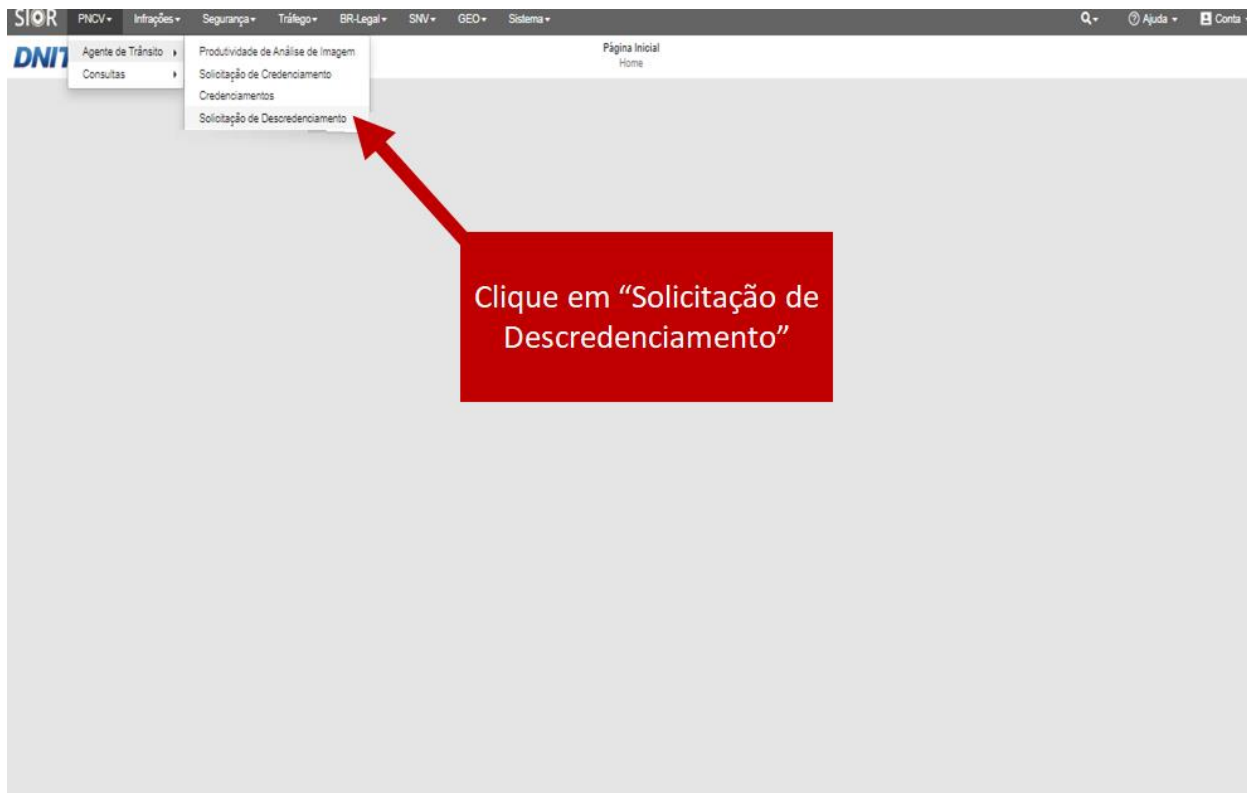 SIOR PNCV Infrações Segurança Tráfego BR-Legal SNV GEO Sistema Ajuda Conta
DNIT
Página Inicial
Home
Agente de Trânsito
Consultas
Produtividade de Análise de Imagem
Solicitação de Credenciamento
Credenciamentos
Solicitação de Descredenciamento
Clique em “Solicitação de
Descredenciamento”